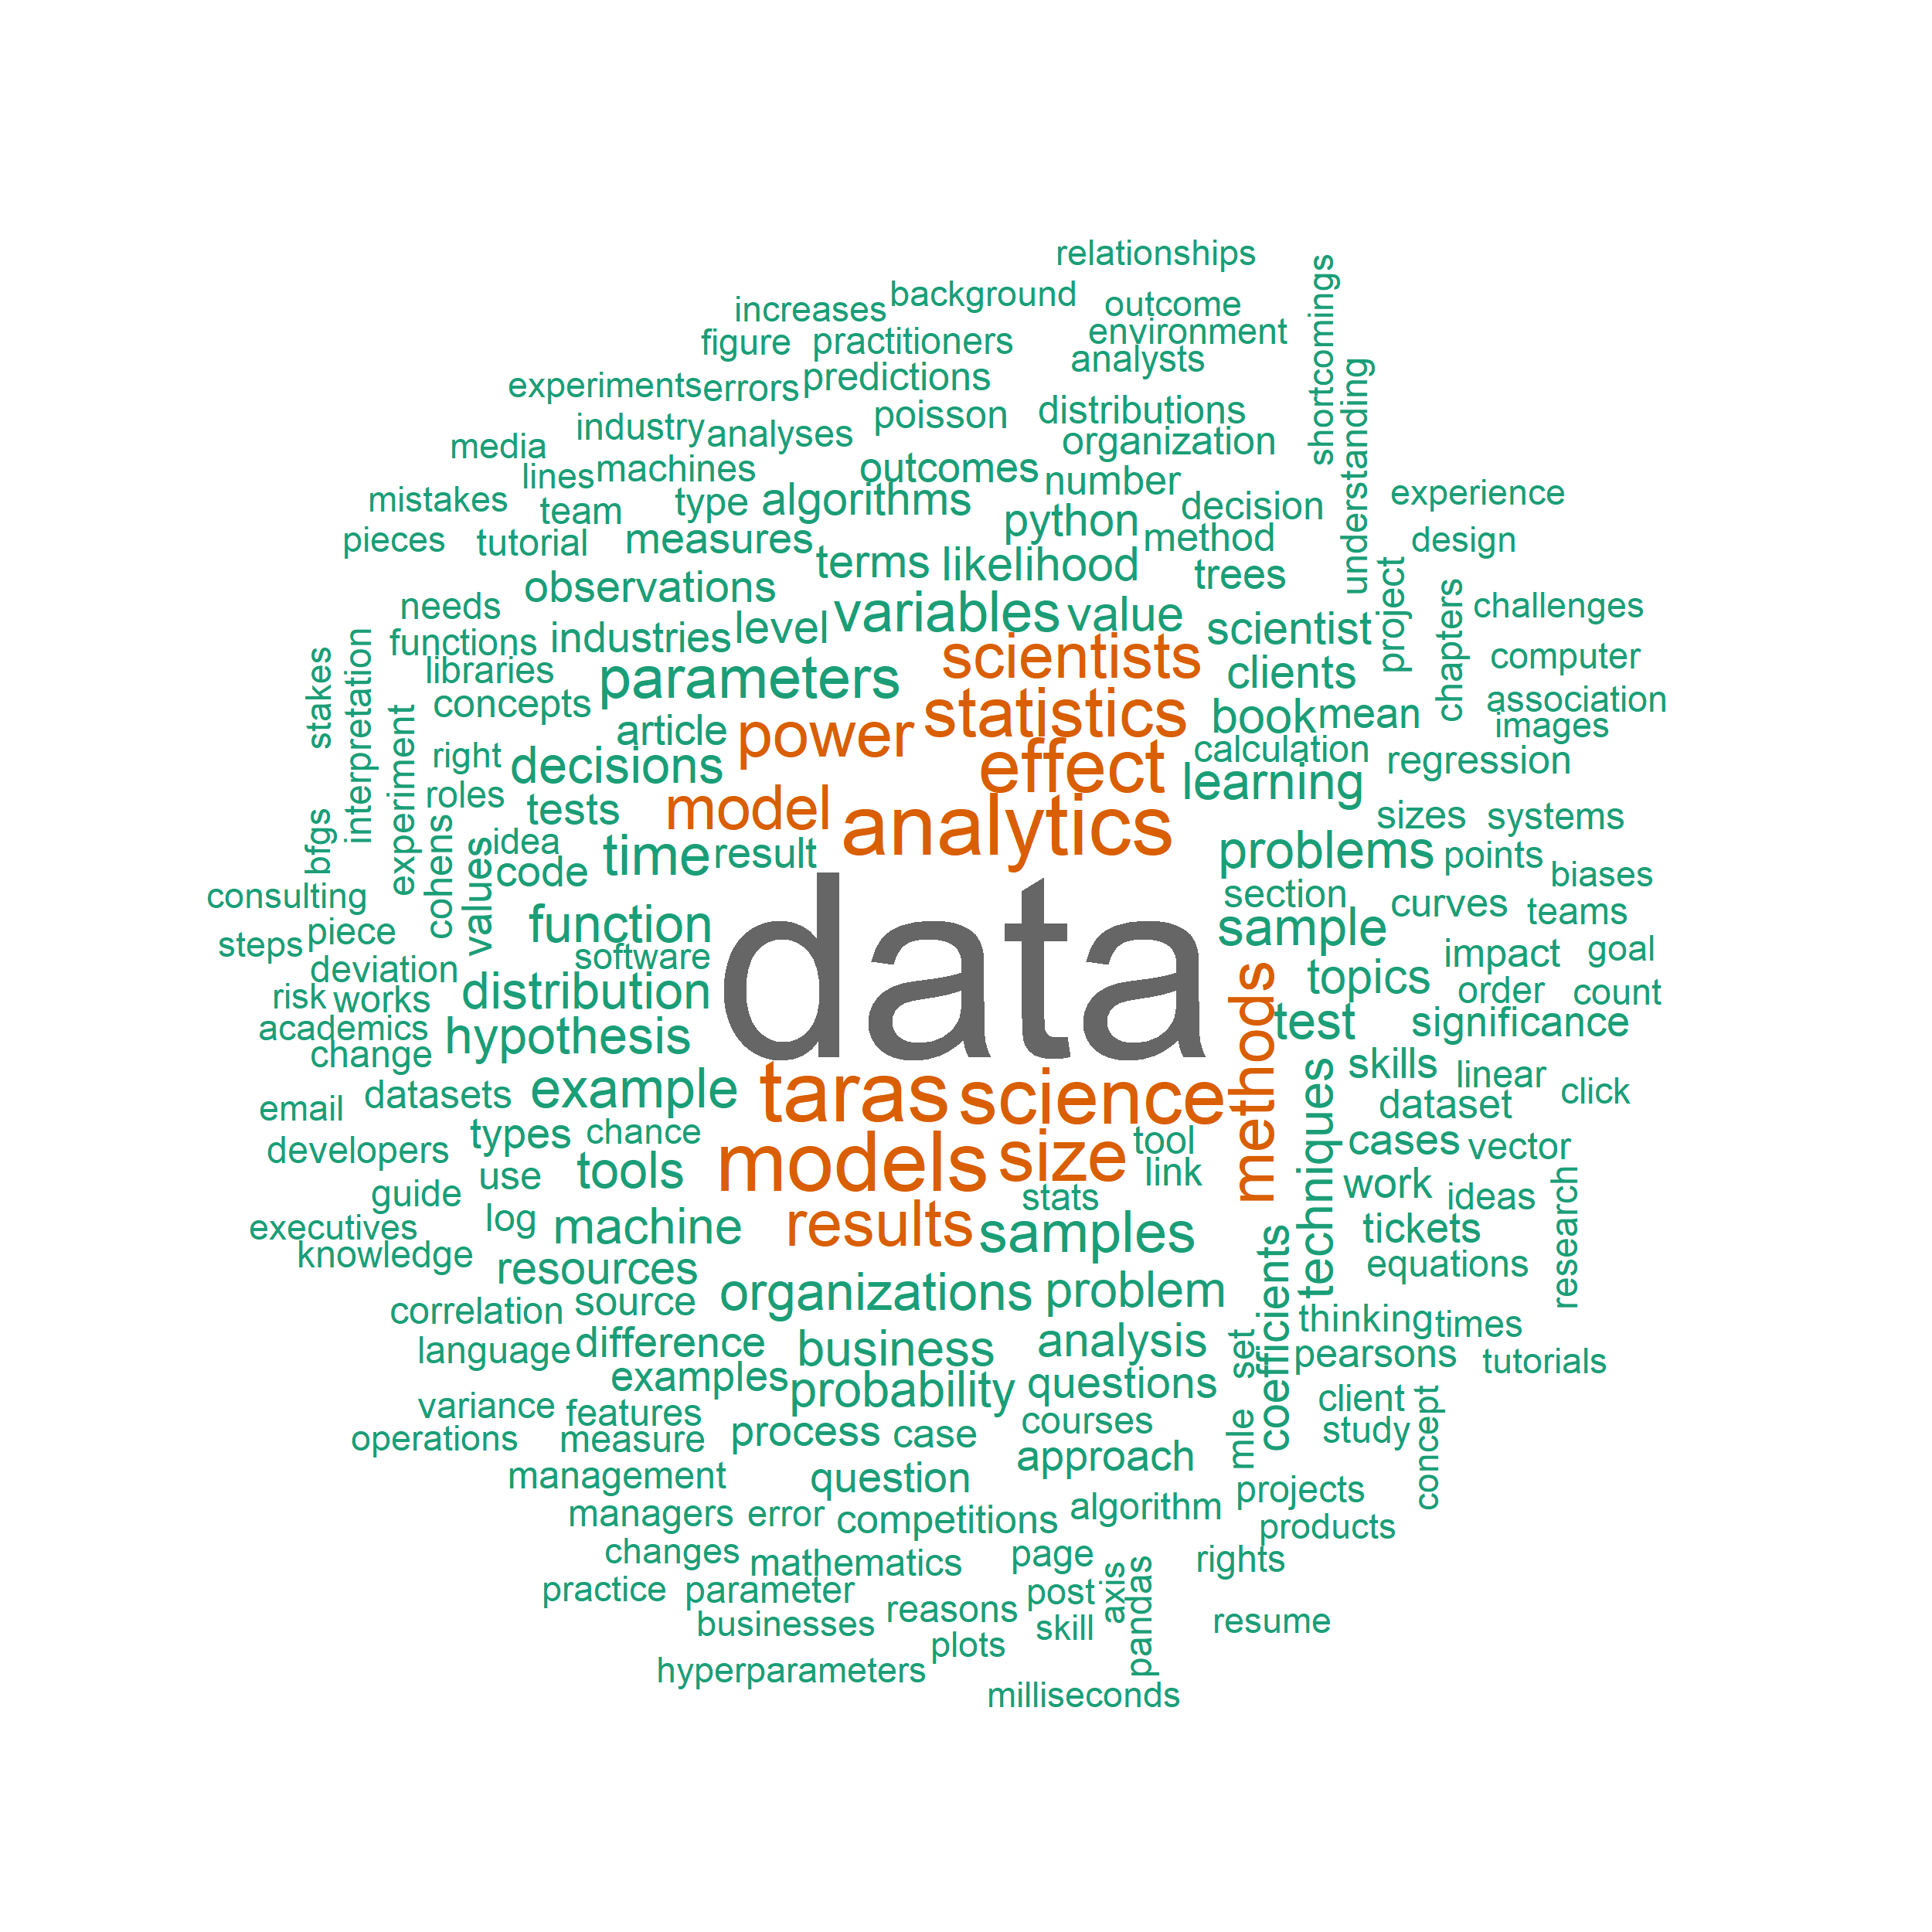 relationships
increases
background
outcome
shortcomings
figure
practitioners
environment
analysts
experiments
errors
predictions
understanding
industry
analyses
poisson
distributions
organization
media
lines
machines
outcomes
number
experience
mistakes
team
type
algorithms
python
decision
design
pieces
tutorial
measures
terms
likelihood
method
trees
project
chapters
challenges
needs
observations
variables
value
scientist
functions
industries
level
scientists
clients
computer
stakes
interpretation
libraries
parameters
association
images
concepts
article
power
statistics
book
mean
experiment
right
decisions
effect
calculation
learning
regression
bfgs
cohens
roles
tests
model
analytics
sizes
systems
values
idea
code
time
result
problems
points
biases
consulting
section
curves
teams
steps
piece
function
data
sample
impact
goal
deviation
software
methods
topics
order
count
risk
works
distribution
academics
change
hypothesis
test
significance
email
datasets
example
taras
science
techniques
skills
linear
click
dataset
developers
types
chance
models
size
tool
cases
vector
guide
use
tools
stats
link
work
ideas
research
executives
log
machine
results
samples
coefficients
tickets
knowledge
resources
equations
correlation
source
organizations
problem
thinking
times
language
difference
business
analysis
set
pearsons
tutorials
examples
probability
questions
client
concept
variance
features
courses
mle
study
operations
measure
process
case
approach
management
question
projects
managers
error
competitions
algorithm
products
changes
mathematics
page
axis
pandas
rights
practice
parameter
post
businesses
reasons
skill
resume
plots
hyperparameters
milliseconds